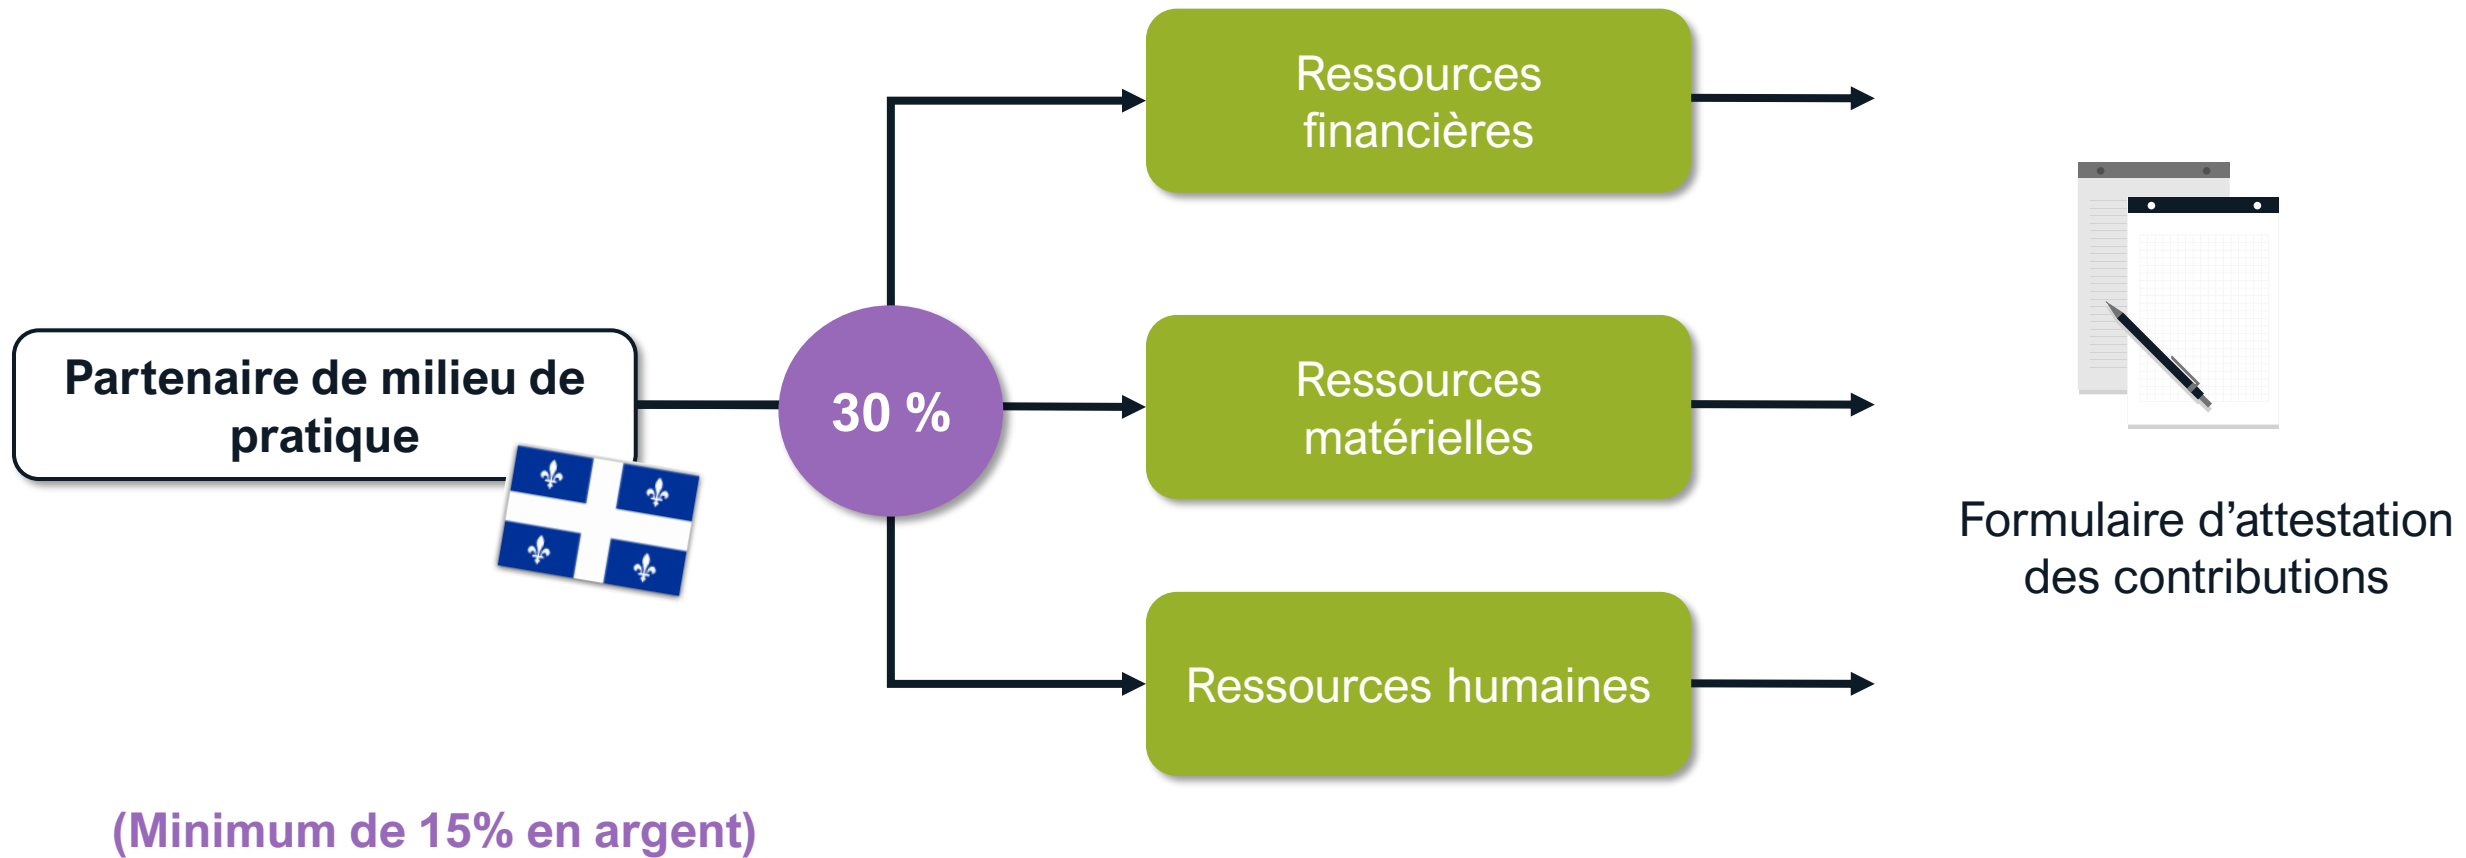 Partenaire de milieu de
pratique
30 %
Ressources
financières
Ressources
matérielles
Ressources humaines
Formulaire d’attestation
des contributions
(Minimum de 15% en argent)